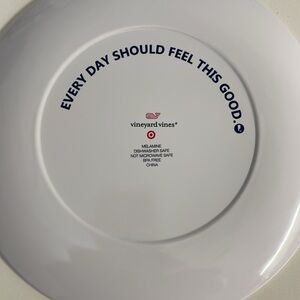 EVERY DAY SHOULD FEEL THIS GOOD.
vineyard vines®
MELAMINE
DISHWASHER SAFE
NOT MICROWAVE SAFE
BPA FREE
CHINA